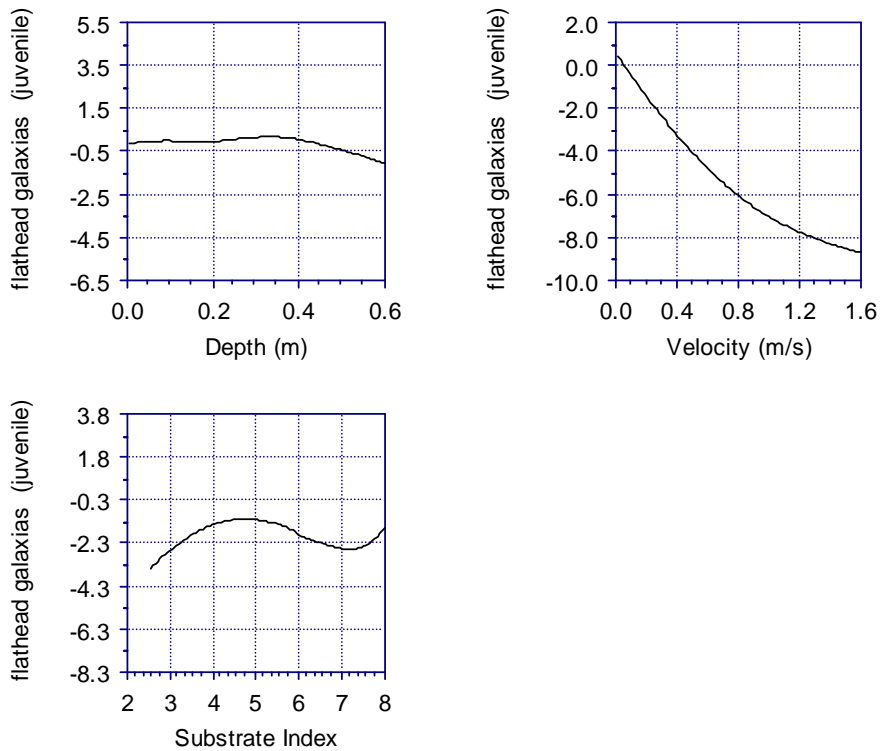 flathead galaxias (juvenile)
5.5
3.5
1.5
-0.5
-2.5
-4.5
-6.5
0.0 0.2 0.4 0.6
Depth (m)
flathead galaxias (juvenile)
2.0
0.0
-2.0
-4.0
-6.0
-8.0
-10.0
0.0 0.4 0.8 1.2 1.6
Velocity (m/s)
flathead galaxias (juvenile)
3.8
1.8
-0.3
-2.3
-4.3
-6.3
-8.3
2 3 4 5 6 7 8
Substrate Index